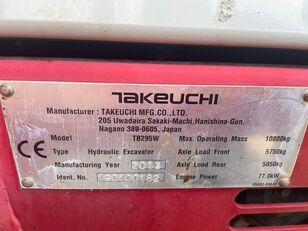 TAKEUCHI
Manufacturer : TAKEUCHI MFG.CO.,LTD.
205 Uwadaira Sakaki-Machi,Hanishina-Gun,
Nagano 389-0605, Japan
Model TB295W Max. Operating Mass 10800kg
CE Type Hydraulic Excavator Axle Load Front 5750kg
Manufacturing Year Axle Load Rear 5050kg
Serial No. Engine Power 77.0kW